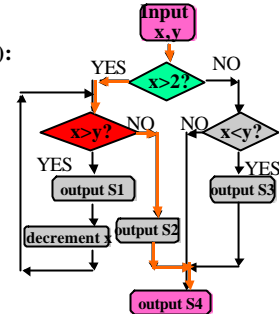 Input
x,y
):
YES
NO
x>2?
x>y?
NO
NO
x<y?
YES
YES
output S1
output S3
decrement x
output S2
output S4